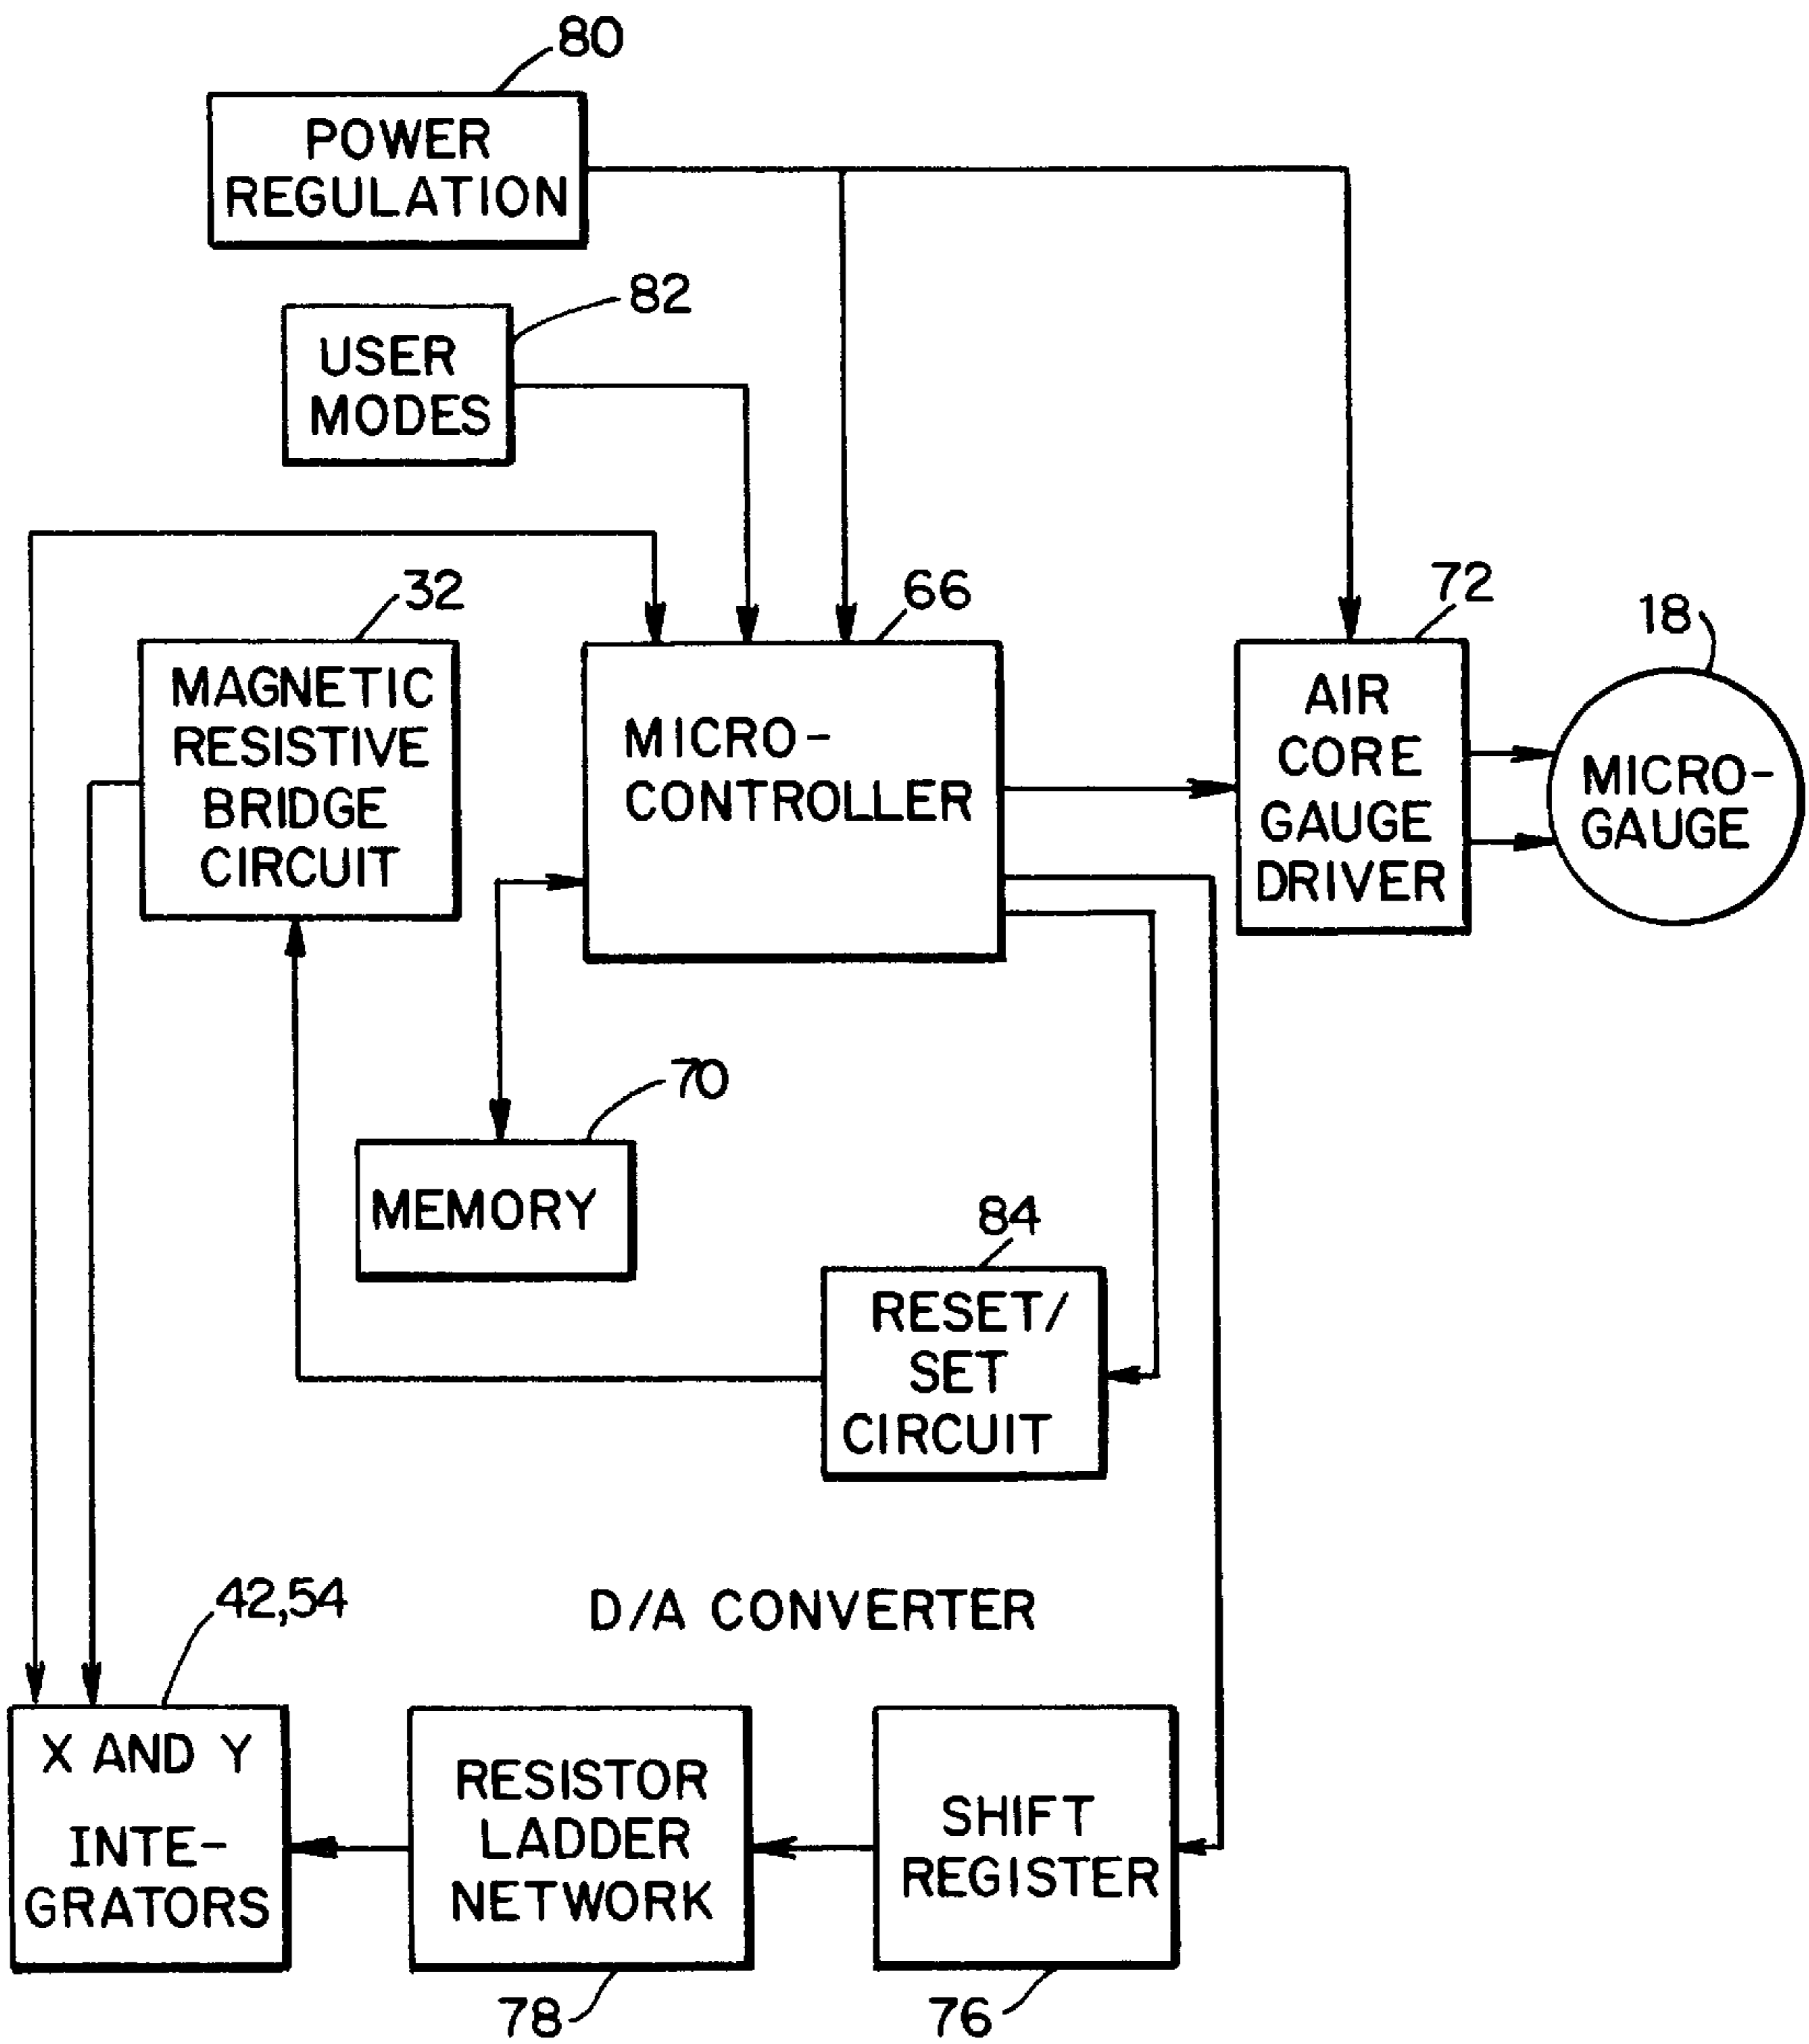 80
POWER
REGULATION
82
USER
MODES
32
MAGNETIC
RESISTIVE
BRIDGE
CIRCUIT
66
MICRO-
CONTROLLER
72
AIR
CORE
GAUGE
DRIVER
18
MICRO-
GAUGE
70
MEMORY
84
RESET/
SET
CIRCUIT
D/A CONVERTER
42,54
X AND Y
INTE-
GRATORS
RESISTOR
LADDER
NETWORK
78
SHIFT
REGISTER
76